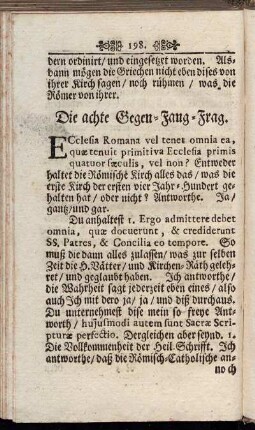 198.
dern ordinirt/ und eingesetzt worden. Als-
dann mögen die Griechen nicht eben dises von
ihrer Kirch sagen/ noch rühmen / was die
Römer von ihrer.
Die achte Gegen-Fang-Frag.
ECclesia Romana vel tenet omnia ea,
quæ tenuit primitiva Ecclesia primis
quatuor sæculis, vel non? Entweder
haltet die Römische Kirch alles das / was die
erste Kirch der ersten vier Jahr-Hundert ge-
halten hat / oder nicht? Antworthe. Ja/
gantz/ und gar.
Du anhaltest 1. Ergo admittere debet
omnia, quæ docuerunt, & crediderunt
SS. Patres, & Concilia eo tempore. So
muß die dann alles zulassen/ was zur selben
Zeit die H. Vätter/ und Kirchen-Räth geleh-
ret/ und geglaubt haben. Ich antworthe/
die Wahrheit sagt jederzeit eben eines / also
auch Ich mit dero ja/ ja/ und diß durchaus.
Du unternehmest dise mein so freye Ant-
worth / hujusmodi autem sunt Sacræ Scri-
pturæ perfectio. Dergleichen aber seynd. 1.
Die Vollkommenheit der Heil. Schrifft. Ich
antworthe/ daß die Römisch-Catholische an-
noch